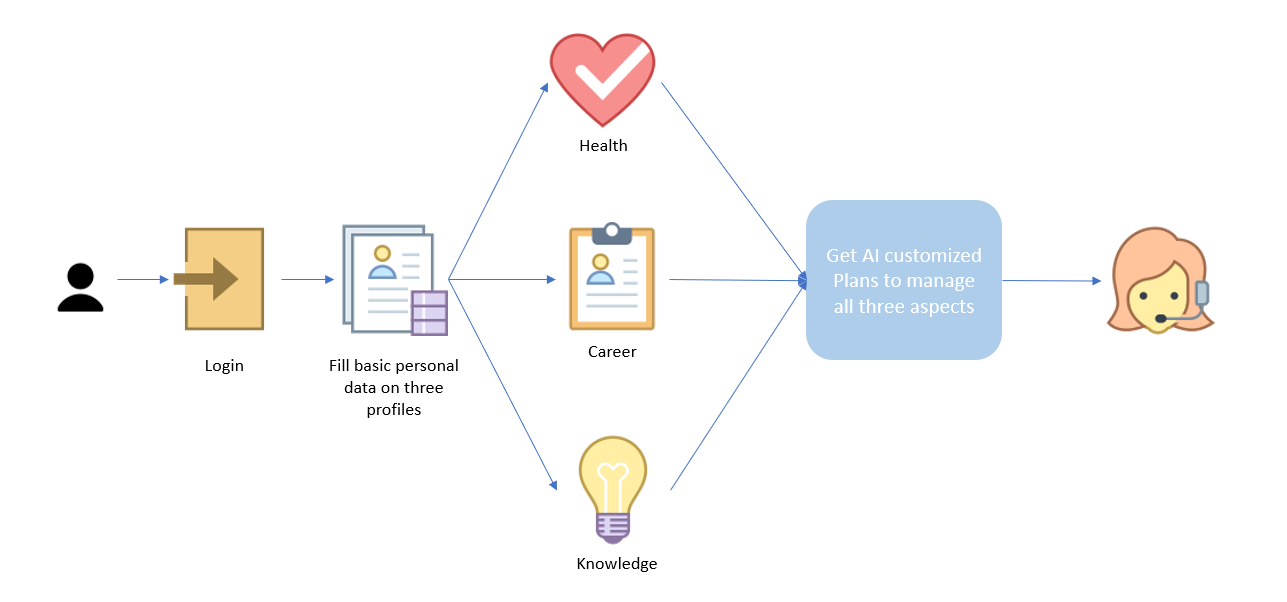 Health
Get AI customized
Plans to manage
all three aspects
Login
Fill basic personal
data on three
profiles
Career
Knowledge